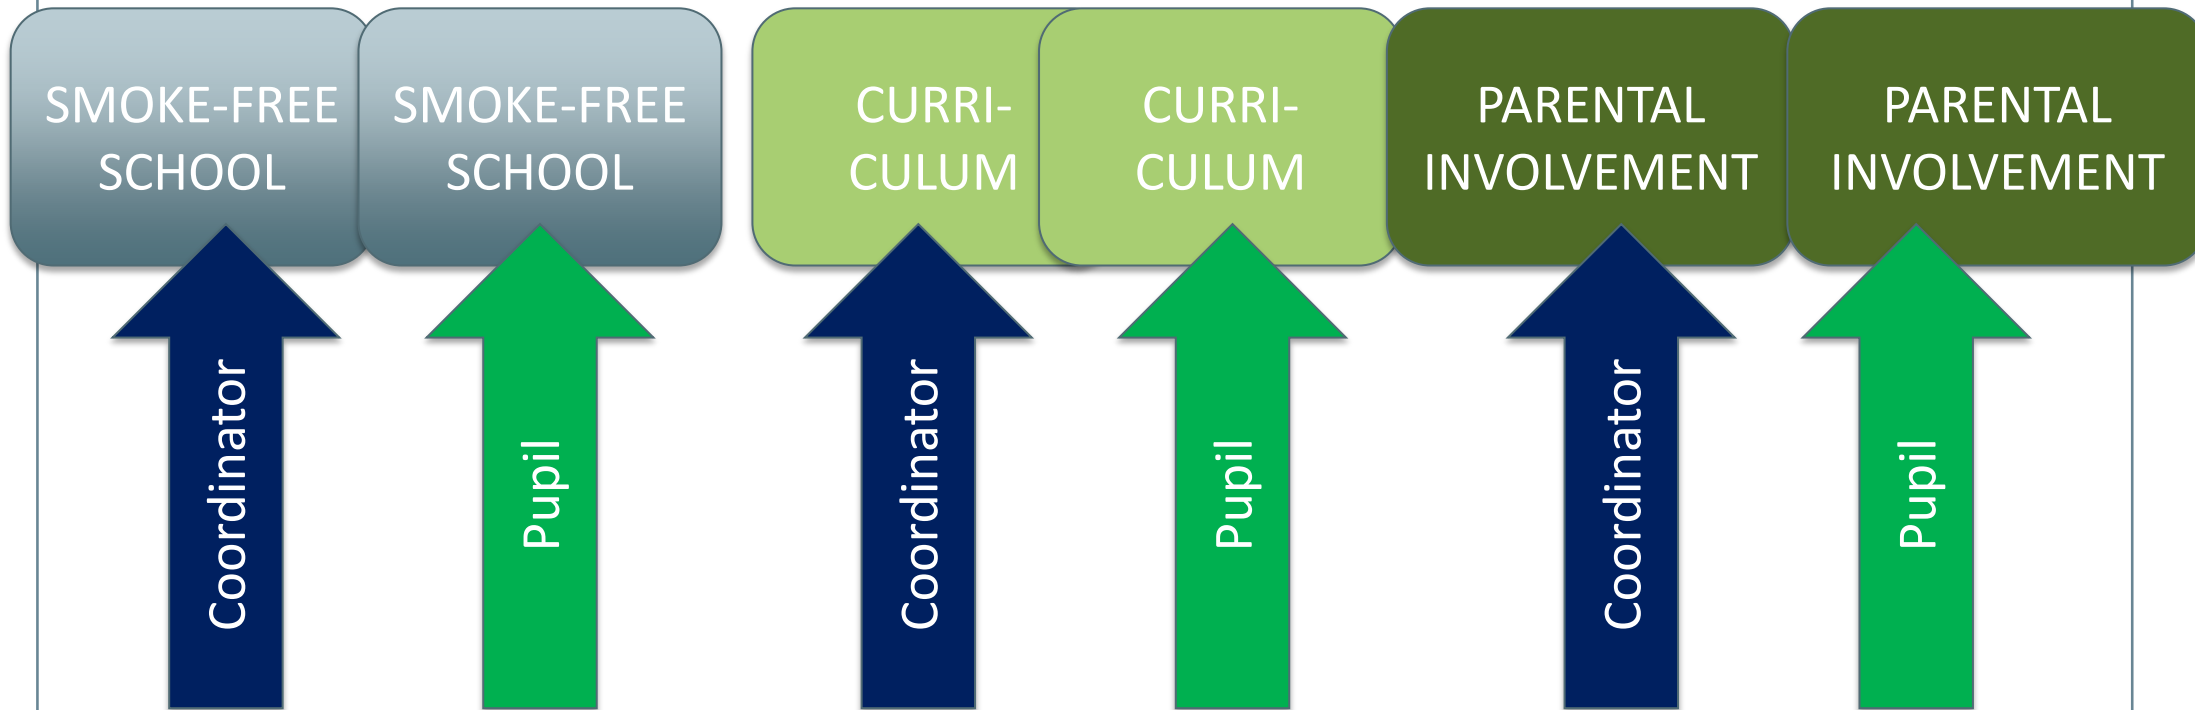 SMOKE-FREE
SCHOOL
SMOKE-FREE
SCHOOL
CURRI-
CULUM
CURRI-
CULUM
PARENTAL
INVOLVEMENT
PARENTAL
INVOLVEMENT
Coordinator
Pupil
Coordinator
Pupil
Coordinator
Pupil